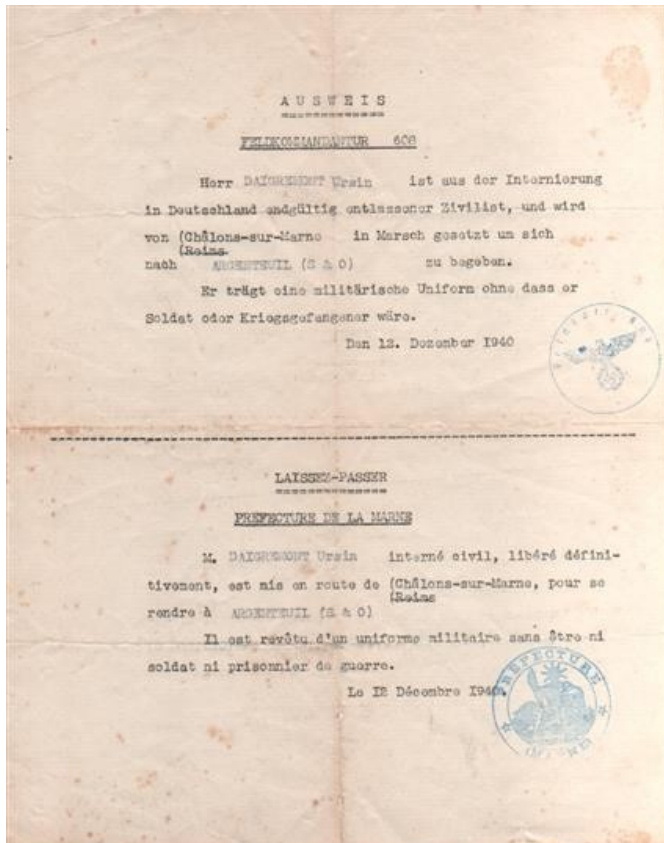 AUSWEIS
FELDKOMMANDANTUR 608
Herr DAIGREMONT Ursin ist aus der Internierung
in Deutschland endgültig entlassener Zivilist, und wird
von (Châlons-sur-Marne in Marsch gesetzt um sich
(Reims
nach ARGENTEUIL (S & O) zu begeben.
Er trägt eine militärische Uniform ohne dass er
Soldat oder Kriegsgefangener wäre.
Den 12. Dezember 1940
LAISSEZ-PASSER
PREFECTURE DE LA MARNE
M. DAIGREMONT Ursin interné civil, libéré défini-
tivement, est mis en route de (Châlons-sur-Marne, pour se
(Reims
rendre à ARGENTEUIL (S & O)
Il est revêtu d'un uniforme militaire sans être ni
soldat ni prisonnier de guerre.
Le 12 Décembre 1940.
PREFECTURE
(MARNE)